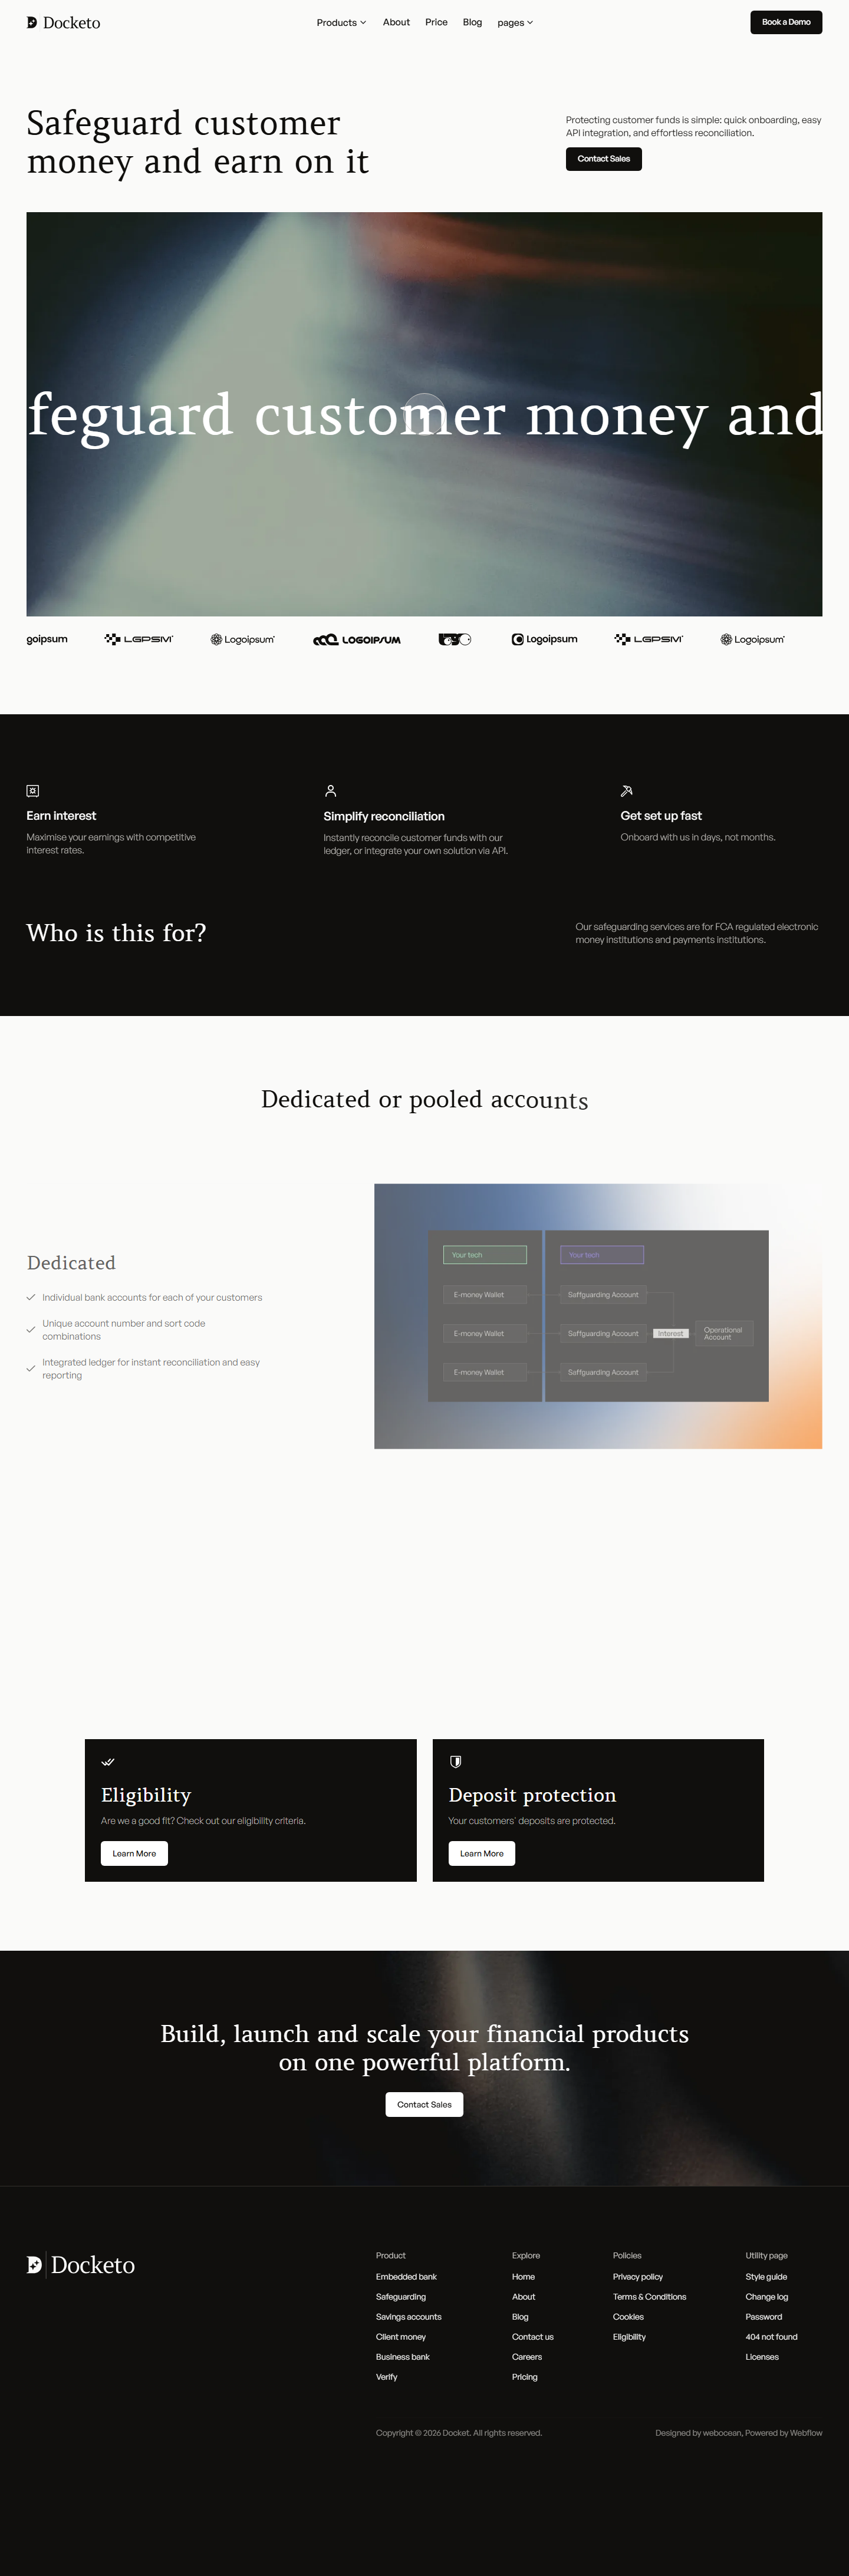 Docketo
Products
About
Price
Blog
pages
Book a Demo
Safeguard customer
money and earn on it
Protecting customer funds is simple: quick onboarding, easy
API integration, and effortless reconciliation.
Contact Sales
feguard customer money and
goipsum
LGPSM
Logoipsum
LOGOIPSUM
Logoipsum
LGPSM
Logoipsum
Earn interest
Maximise your earnings with competitive
interest rates.
Simplify reconciliation
Instantly reconcile customer funds with our
ledger, or integrate your own solution via API.
Get set up fast
Onboard with us in days, not months.
Who is this for?
Our safeguarding services are for FCA regulated electronic
money institutions and payments institutions.
Dedicated or pooled accounts
Dedicated
Individual bank accounts for each of your customers
Unique account number and sort code
combinations
Integrated ledger for instant reconciliation and easy
reporting
Your tech
Your tech
E-money Wallet
Saffguarding Account
E-money Wallet
Saffguarding Account
Interest
Operational
Account
E-money Wallet
Saffguarding Account
Eligibility
Are we a good fit? Check out our eligibility criteria.
Learn More
Deposit protection
Your customers' deposits are protected.
Learn More
Build, launch and scale your financial products
on one powerful platform.
Contact Sales
Docketo
Product
Embedded bank
Safeguarding
Savings accounts
Client money
Business bank
Verify
Explore
Home
About
Blog
Contact us
Careers
Pricing
Policies
Privacy policy
Terms & Conditions
Cookies
Eligibility
Utility page
Style guide
Change log
Password
404 not found
Licenses
Copyright © 2026 Docket. All rights reserved.
Designed by webocean, Powered by Webflow